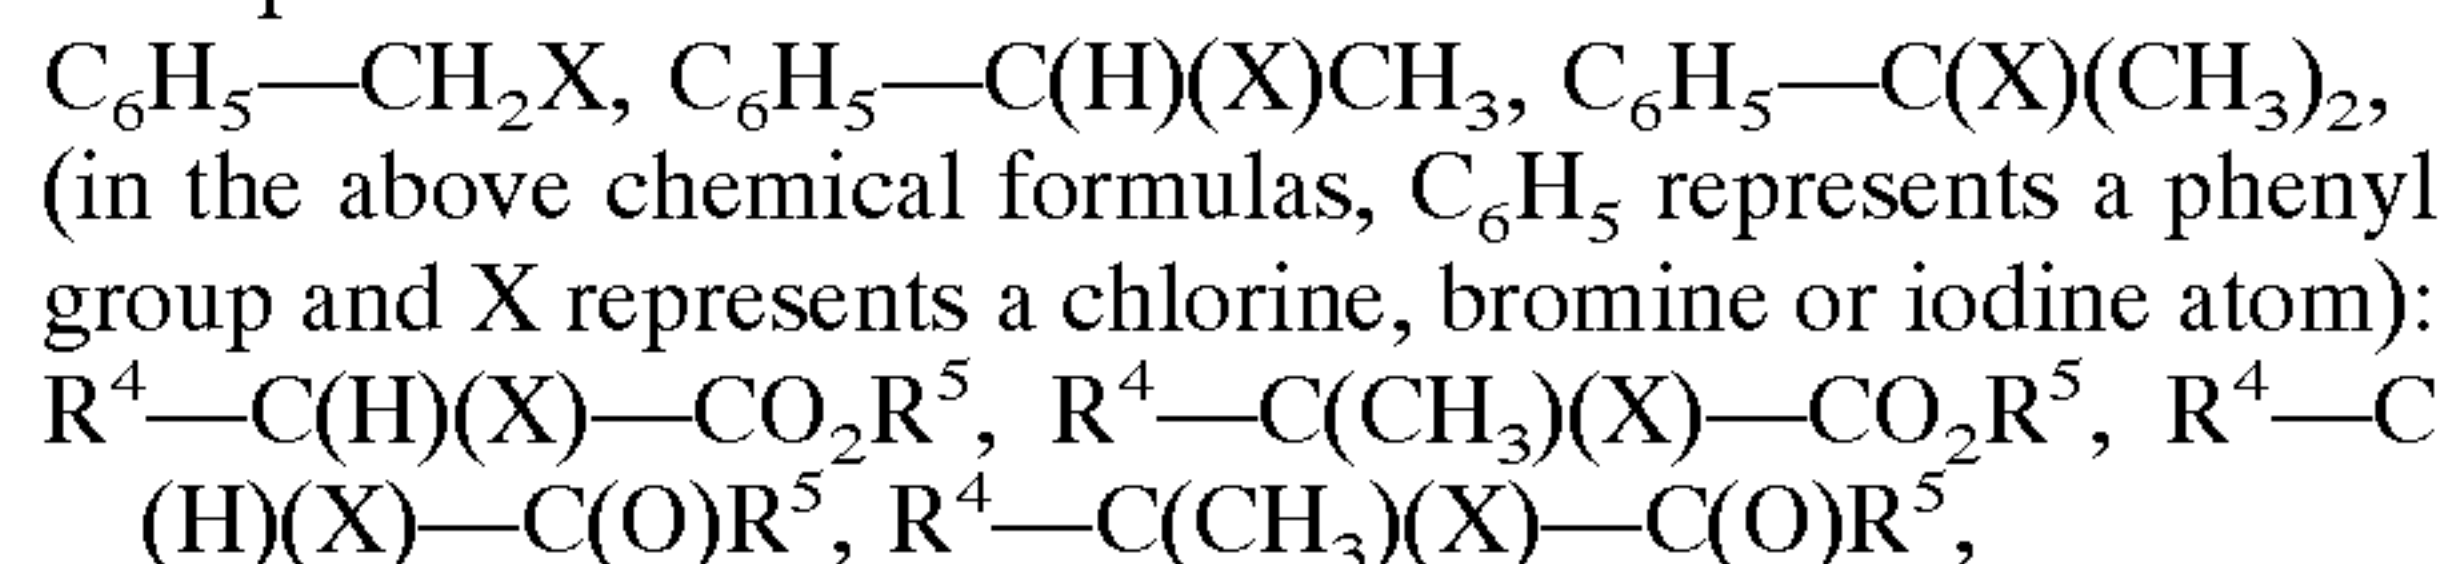 C₆H₅—CH₂X, C₆H₅—C(H)(X)CH₃, C₆H₅—C(X)(CH₃)₂,
(in the above chemical formulas, C₆H₅ represents a phenyl
group and X represents a chlorine, bromine or iodine atom):
R⁴—C(H)(X)—CO₂R⁵, R⁴—C(CH₃)(X)—CO₂R⁵, R⁴—C
(H)(X)—C(O)R⁵, R⁴—C(CH₃)(X)—C(O)R⁵,